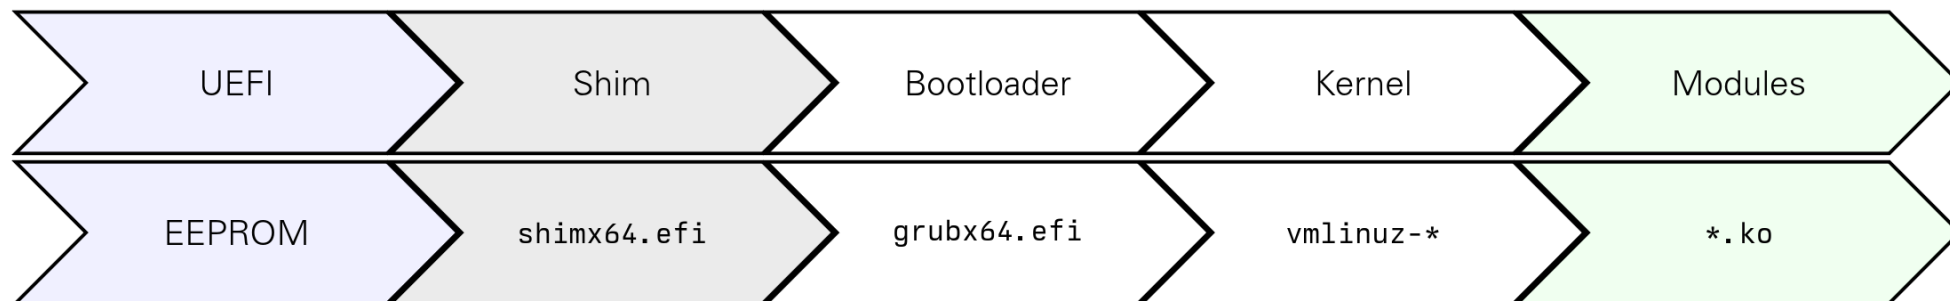 UEFI Shim Bootloader Kernel Modules
EEPROM shimx64.efi grubx64.efi vmlinuz-* *.ko